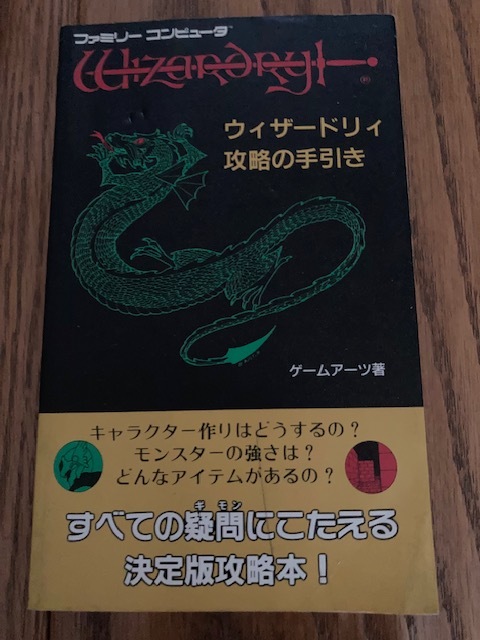 ファミリー コンピュータ™
Wizardry®
ウィザードリィ
攻略の手引き
ゲームアーツ著
キャラクター作りはどうするの？
モンスターの強さは？
どんなアイテムがあるの？
ギモン
すべての疑問にこたえる
決定版攻略本！